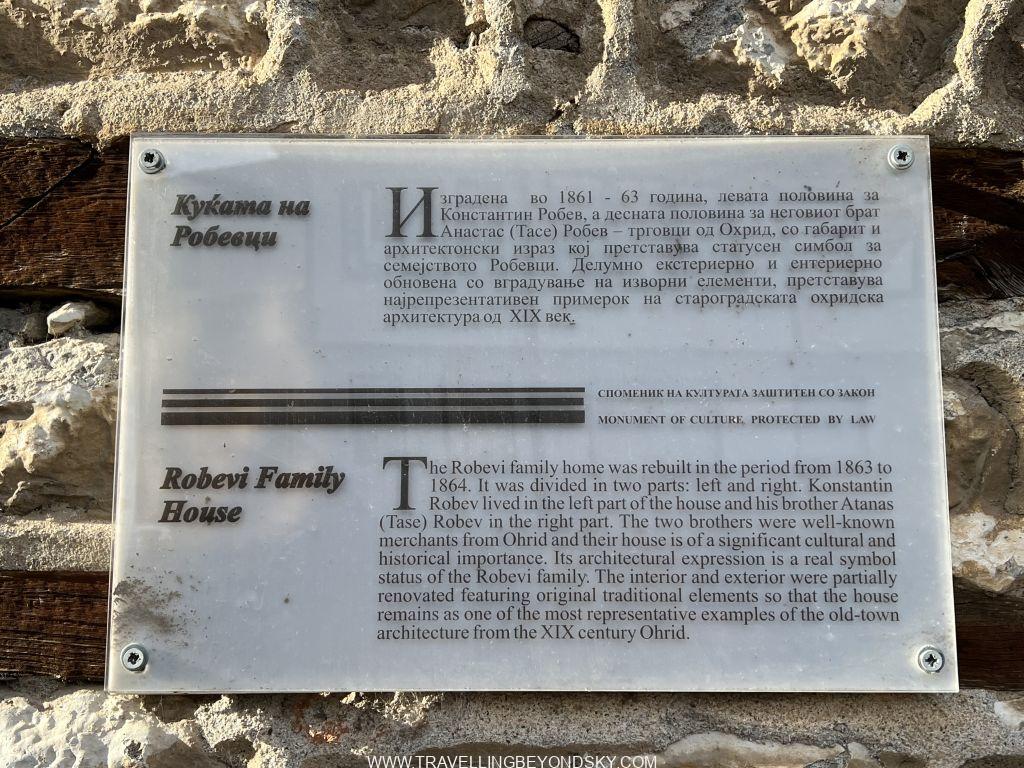 Куќата на
Робевци
Изградена во 1861 - 63 година, левата половина за
Константин Робев, а десната половина за неговиот брат
Анастас (Тасе) Робев – трговци од Охрид, со габарит и
архитектонски израз кој претставува статусен симбол за
семејството Робевци. Делумно екстериерно и ентериерно
обновена со вградување на изворни елементи, претставува
најрепрезентативен примерок на староградската охридска
архитектура од XIX век.
СПОМЕНИК НА КУЛТУРАТА ЗАШТИТЕН СО ЗАКОН
MONUMENT OF CULTURE PROTECTED BY LAW
Robevi Family
House
The Robevi family home was rebuilt in the period from 1863 to
1864. It was divided in two parts: left and right. Konstantin
Robev lived in the left part of the house and his brother Atanas
(Tase) Robev in the right part. The two brothers were well-known
merchants from Ohrid and their house is of a significant cultural and
historical importance. Its architectural expression is a real symbol
status of the Robevi family. The interior and exterior were partially
renovated featuring original traditional elements so that the house
remains as one of the most representative examples of the old-town
architecture from the XIX century Ohrid.
WWW.TRAVELLINGBEYONDSKY.COM